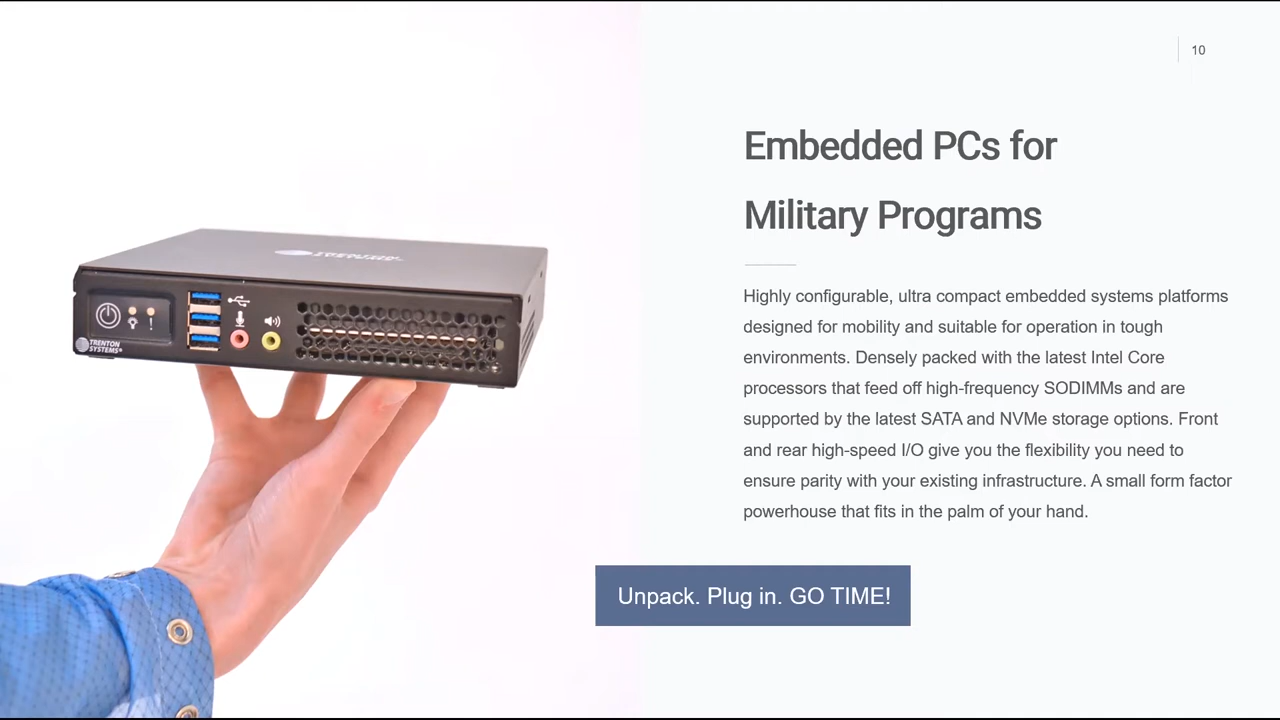 10
Embedded PCs for
Military Programs
Highly configurable, ultra compact embedded systems platforms
designed for mobility and suitable for operation in tough
environments. Densely packed with the latest Intel Core
processors that feed off high-frequency SODIMMs and are
supported by the latest SATA and NVMe storage options. Front
and rear high-speed I/O give you the flexibility you need to
ensure parity with your existing infrastructure. A small form factor
powerhouse that fits in the palm of your hand.
Unpack. Plug in. GO TIME!
TRENTON
SYSTEMS®
TRENTON